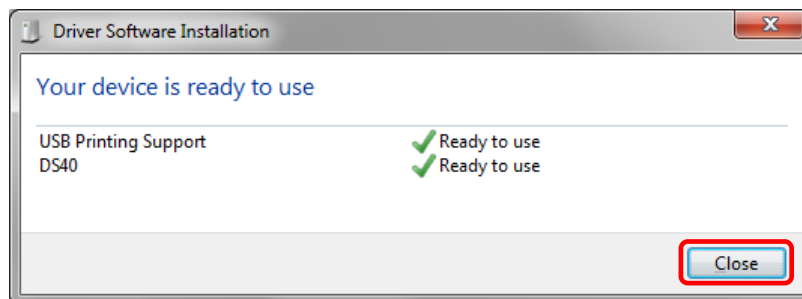 Driver Software Installation
Your device is ready to use
USB Printing Support Ready to use
DS40 Ready to use
Close